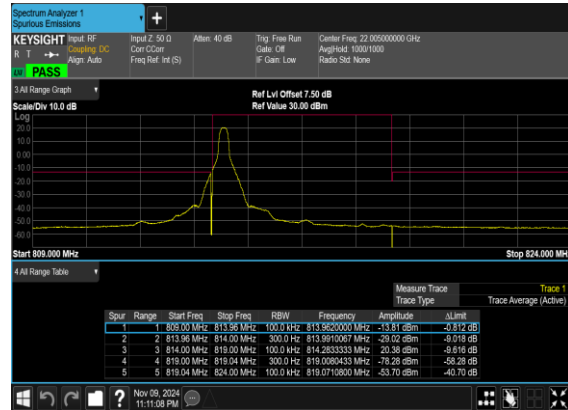 Spectrum Analyzer 1
Spurious Emissions
KEYSIGHT Input: RF Input Z: 50 Ω Atten: 40 dB Trig: Free Run Center Freq: 22.005000000 GHz
R T Coupling: DC Corr CCorr Gate: Off Avg|Hold: 1000/1000
Align: Auto Freq Ref: Int (S) IF Gain: Low Radio Std: None
PASS
3 All Range Graph
Ref Lvl Offset 7.50 dB
Scale/Div 10.0 dB Ref Value 30.00 dBm
Log
20.0
10.0
0.00
-10.0
-20.0
-30.0
-40.0
-50.0
-60.0
Start 809.000 MHz Stop 824.000 MH
4 All Range Table
Measure Trace Trace 1
Trace Type Trace Average (Active)
Spur Range Start Freq Stop Freq RBW Frequency Amplitude ΔLimit
1 1 809.00 MHz 813.96 MHz 100.0 kHz 813.9620000 MHz -13.81 dBm -0.812 dB
2 2 813.96 MHz 814.00 MHz 300.0 Hz 813.9910067 MHz -29.02 dBm -9.018 dB
3 3 814.00 MHz 819.00 MHz 100.0 kHz 814.2833333 MHz 20.38 dBm -9.616 dB
4 4 819.00 MHz 819.04 MHz 300.0 Hz 819.0080433 MHz -78.28 dBm -58.28 dB
5 5 819.04 MHz 824.00 MHz 100.0 kHz 819.0710800 MHz -53.70 dBm -40.70 dB
Nov 09, 2024
11:11:08 PM